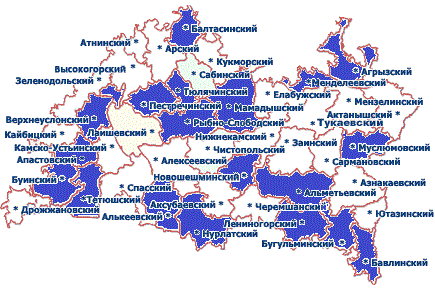 * Балтасинский
Атнинский *
* Арский
* Кукморский
Высокогорский *
* Сабинский
* Агрызский
Зеленодольский *
* Менделеевский
* Тюлячинский
* Елабужский
* Мензелинский
* Пестречинский
* Мамадышский
Актанышский *
Верхнеуслонский *
* Рыбно-Слободский
* Тукаевский
Кайбицкий *
Лаишевский *
Нижнекамский *
* Заинский
Камско-Устьинский *
* Чистопольский
* Муслюмовский
Апастовский *
* Алексеевский
* Сармановский
Буинский *
Новошешминский *
* Азнакаевский
* Спасский
* Альметьевский
* Тетюшский
Аксубаевский *
* Дрожжановский
Черемшанский *
* Ютазинский
Алькеевский *
Лениногорский *
* Нурлатский
Бугульминский *
* Бавлинский